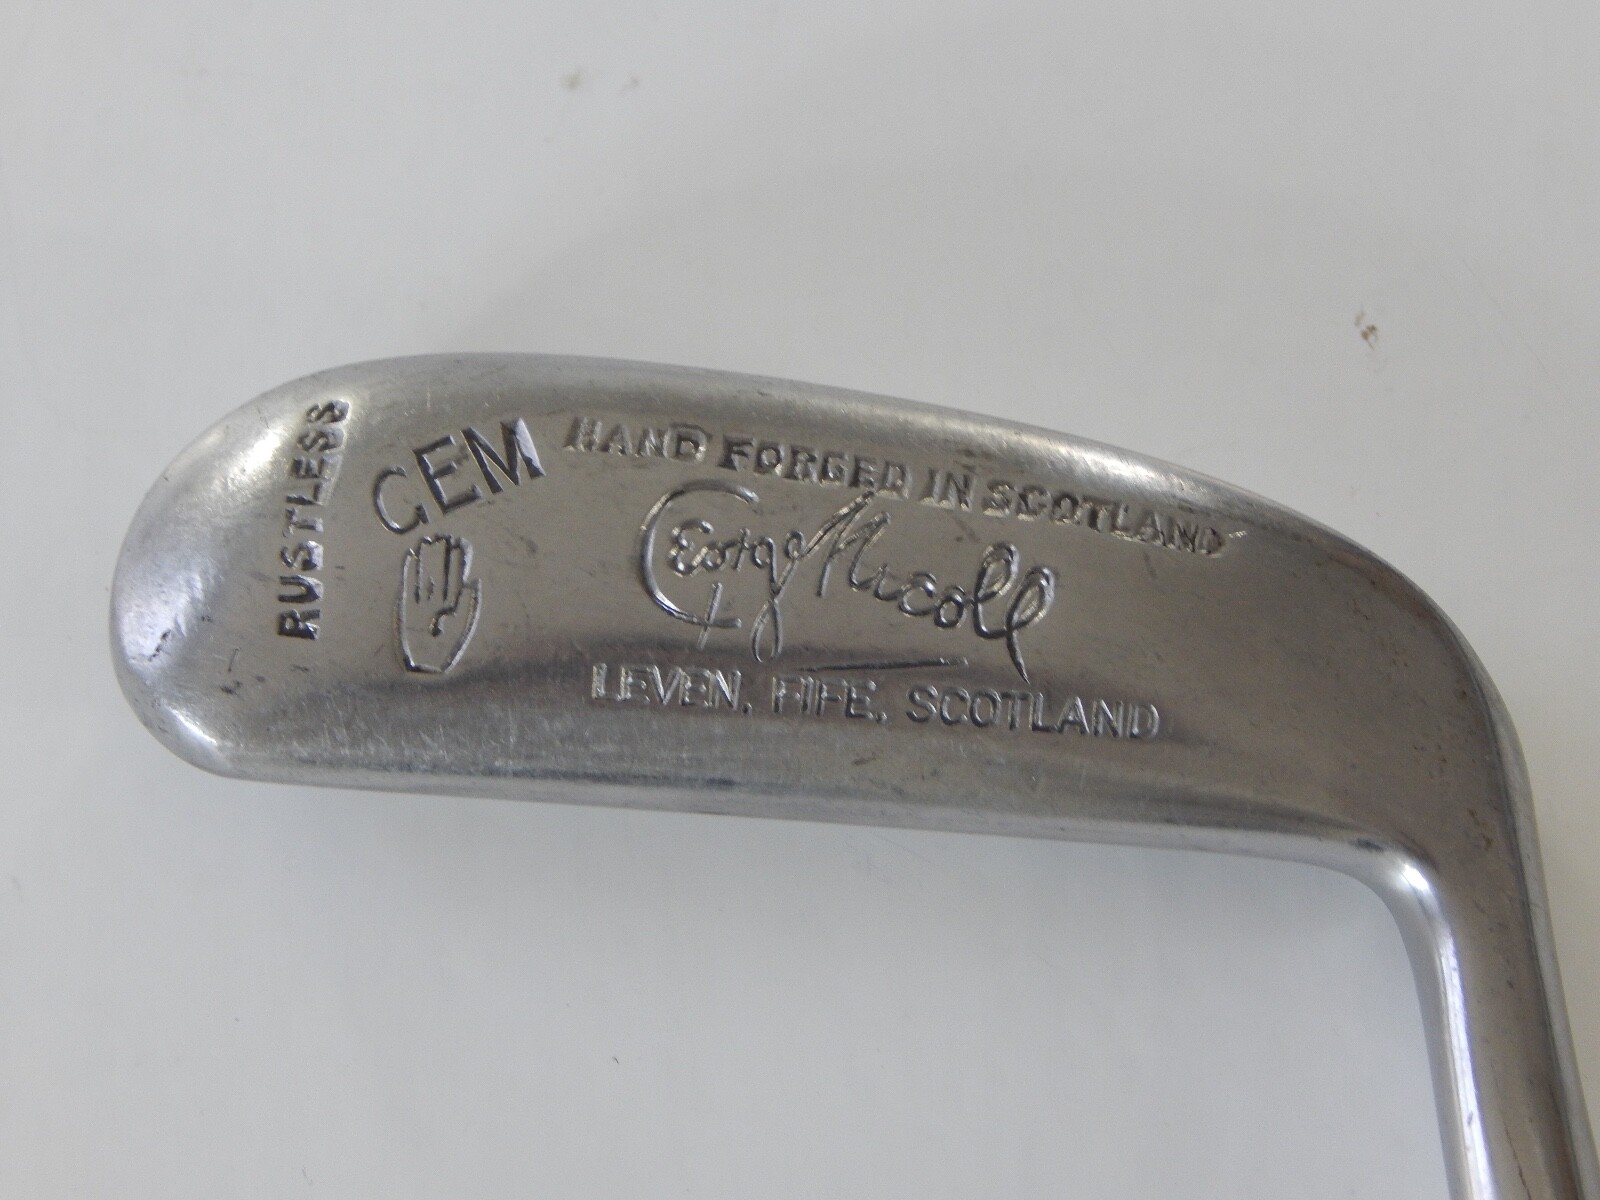 RUSTLESS
GEM
HAND FORGED IN SCOTLAND
George Nicoll
LEVEN, FIFE, SCOTLAND